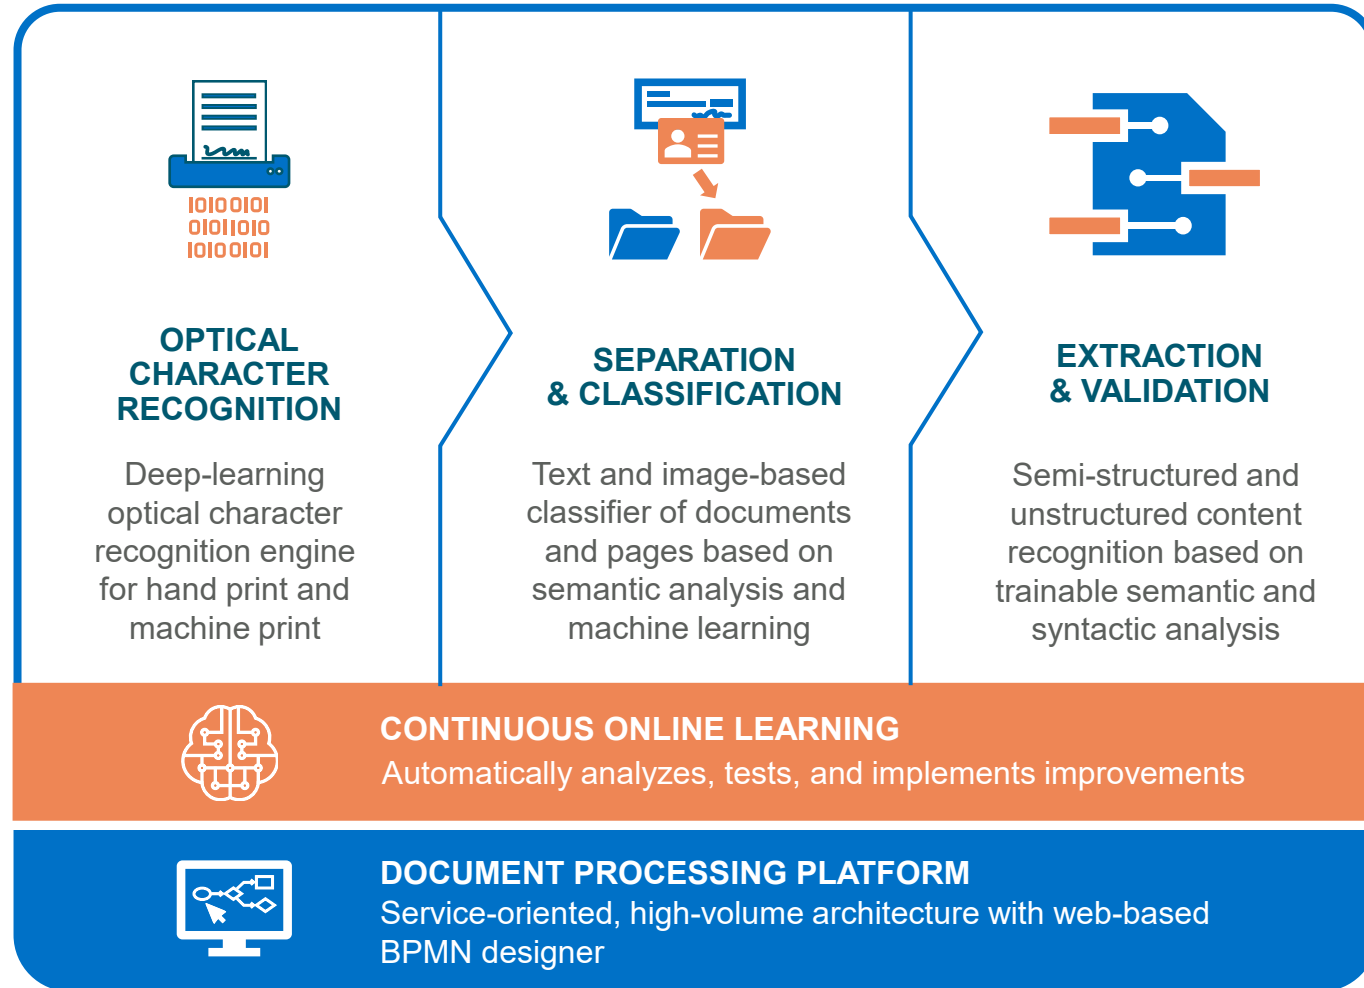 10100101
01011010
10100101
OPTICAL
CHARACTER
RECOGNITION
Deep-learning
optical character
recognition engine
for hand print and
machine print
SEPARATION
& CLASSIFICATION
Text and image-based
classifier of documents
and pages based on
semantic analysis and
machine learning
EXTRACTION
& VALIDATION
Semi-structured and
unstructured content
recognition based on
trainable semantic and
syntactic analysis
CONTINUOUS ONLINE LEARNING
Automatically analyzes, tests, and implements improvements
DOCUMENT PROCESSING PLATFORM
Service-oriented, high-volume architecture with web-based
BPMN designer